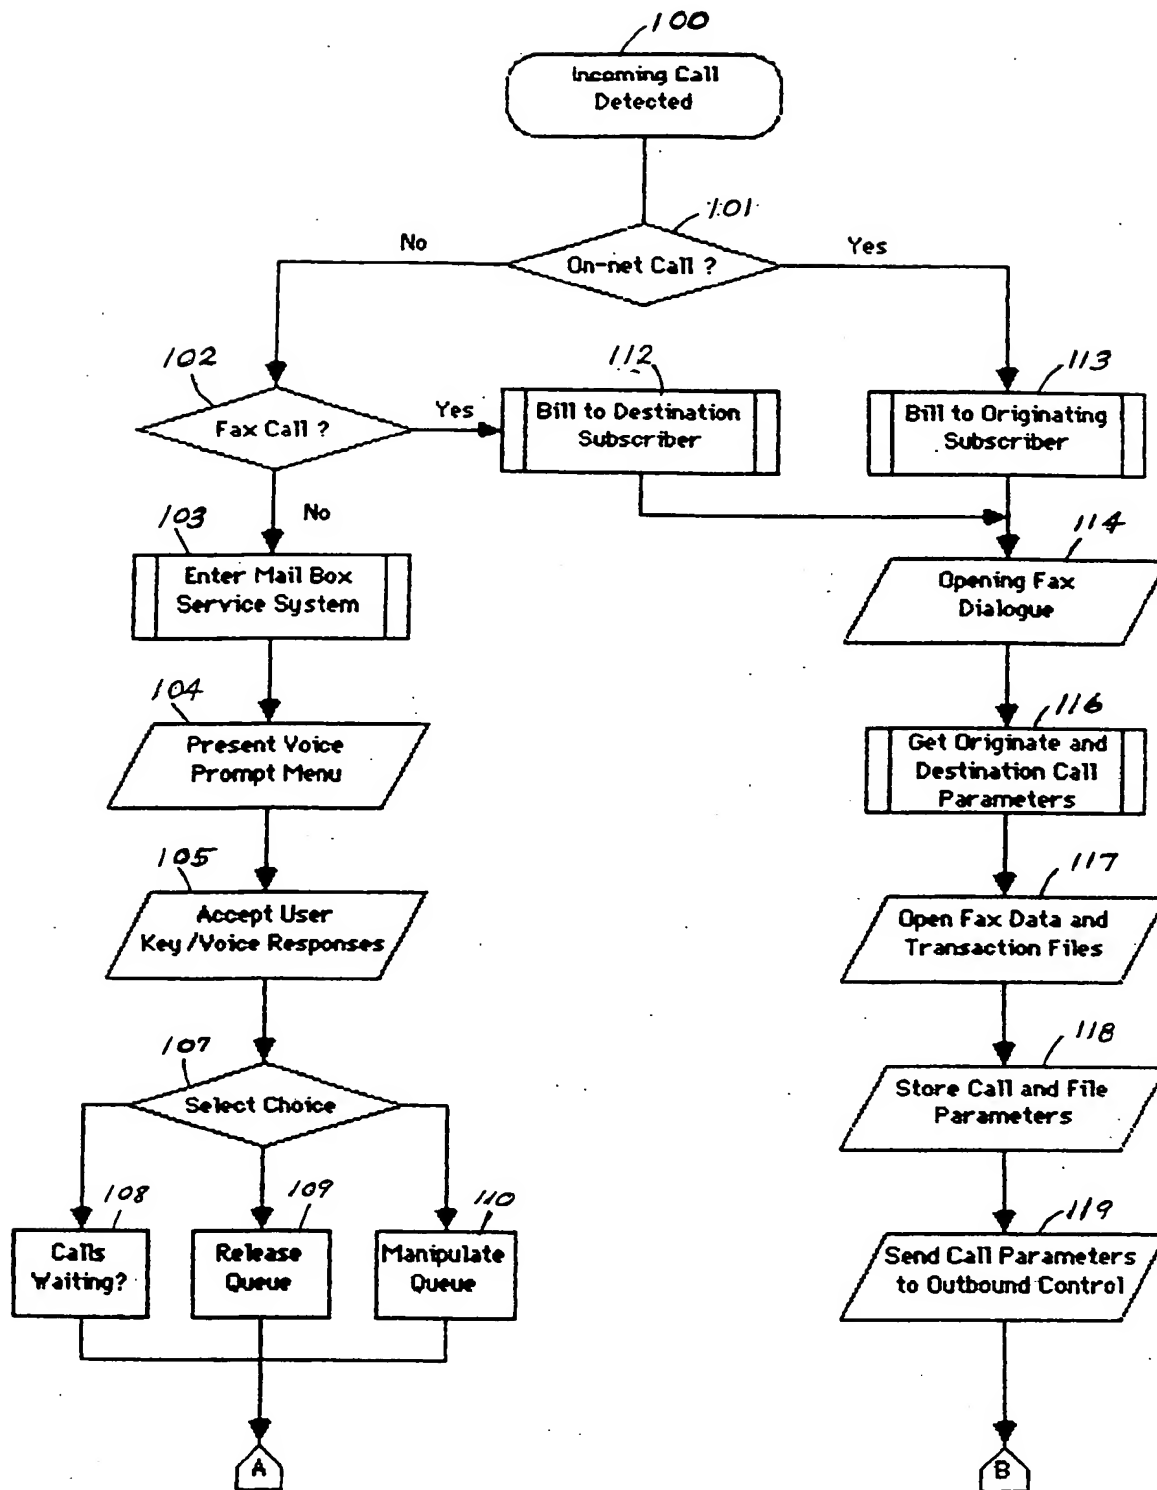 100
Incoming Call
Detected
101
No
On-net Call ?
Yes
102
Fax Call ?
Yes
112
Bill to Destination
Subscriber
113
Bill to Originating
Subscriber
No
103
Enter Mail Box
Service System
114
Opening Fax
Dialogue
104
Present Voice
Prompt Menu
116
Get Originate and
Destination Call
Parameters
105
Accept User
Key/Voice Responses
117
Open Fax Data and
Transaction Files
107
Select Choice
118
Store Call and File
Parameters
108
Calls
Waiting?
109
Release
Queue
110
Manipulate
Queue
119
Send Call Parameters
to Outbound Control
A
B